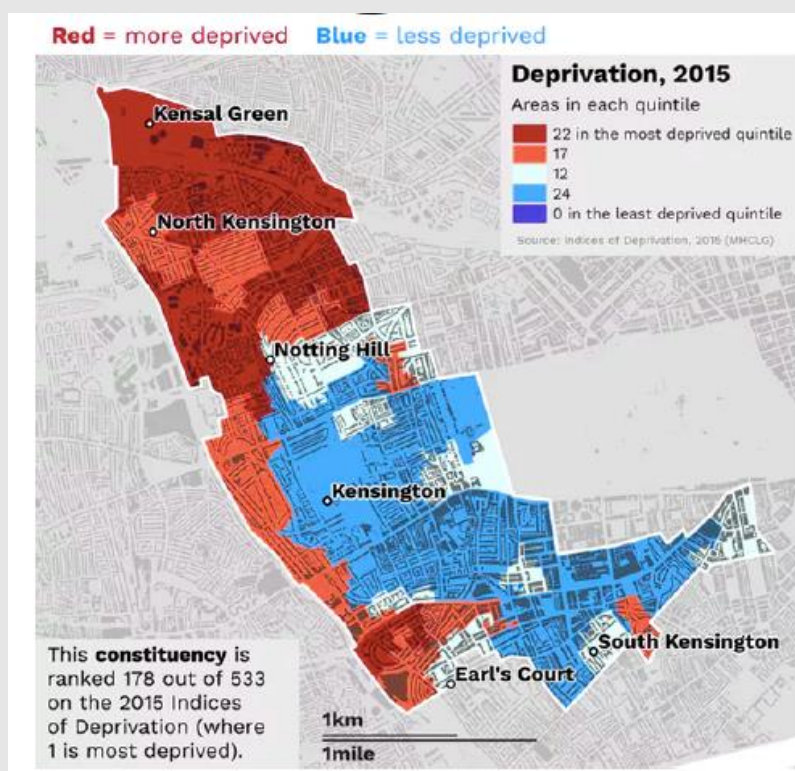 Red = more deprived Blue = less deprived
Deprivation, 2015
Areas in each quintile
22 in the most deprived quintile
17
12
24
0 in the least deprived quintile
Source: Indices of Deprivation, 2015 (MHCLG)
Kensal Green
North Kensington
Notting Hill
Kensington
South Kensington
Earl's Court
This constituency is
ranked 178 out of 533
on the 2015 Indices
of Deprivation (where
1 is most deprived).
1km
1mile